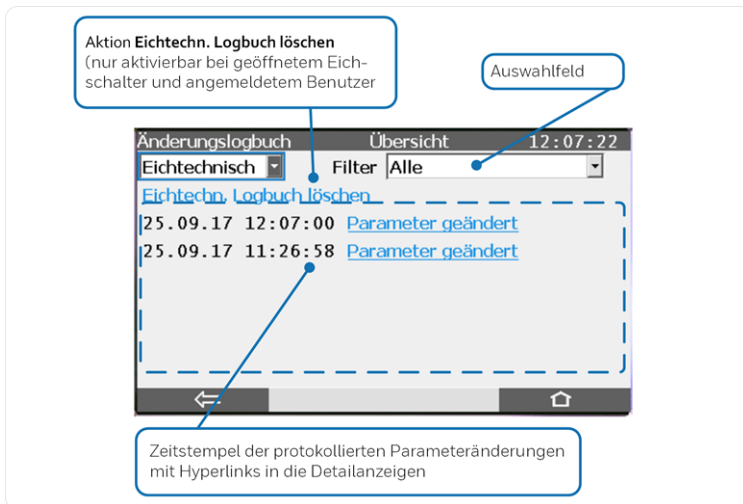 Aktion Eichtechn. Logbuch löschen
(nur aktivierbar bei geöffnetem Eich-
schalter und angemeldetem Benutzer
Auswahlfeld
Änderungslogbuch Übersicht 12:07:22
Eichtechnisch Filter Alle
Eichtechn. Logbuch löschen
25.09.17 12:07:00 Parameter geändert
25.09.17 11:26:58 Parameter geändert
Zeitstempel der protokollierten Parameteränderungen
mit Hyperlinks in die Detailanzeigen